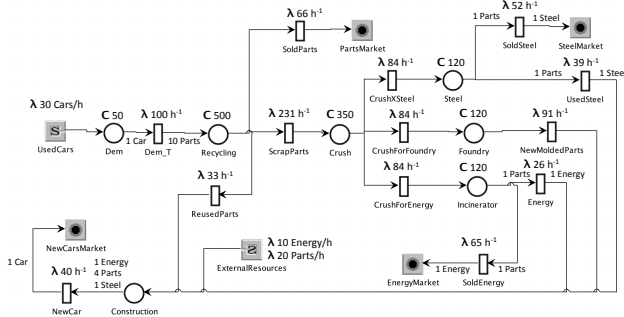 λ 52 h⁻¹
1 Parts
1 Steel
SoldSteel
SteelMarket
λ 66 h⁻¹
SoldParts
PartsMarket
λ 84 h⁻¹
C 120
CrushXSteel
Steel
1 Parts
λ 39 h⁻¹
1 Stee
UsedSteel
λ 30 Cars/h
C 50
λ 100 h⁻¹
C 500
λ 231 h⁻¹
C 350
λ 84 h⁻¹
C 120
λ 91 h⁻¹
UsedCars
Dem
1 Car
Dem_T
10 Parts
Recycling
ScrapParts
Crush
CrushForFoundry
Foundry
NewMoldedParts
λ 33 h⁻¹
ReusedParts
λ 84 h⁻¹
C 120
CrushForEnergy
Incinerator
1 Parts
λ 26 h⁻¹
1 Energy
Energy
NewCarsMarket
λ 10 Energy/h
λ 20 Parts/h
ExternalResources
λ 65 h⁻¹
EnergyMarket
1 Energy
SoldEnergy
1 Parts
1 Car
λ 40 h⁻¹
1 Energy
4 Parts
1 Steel
NewCar
Construction